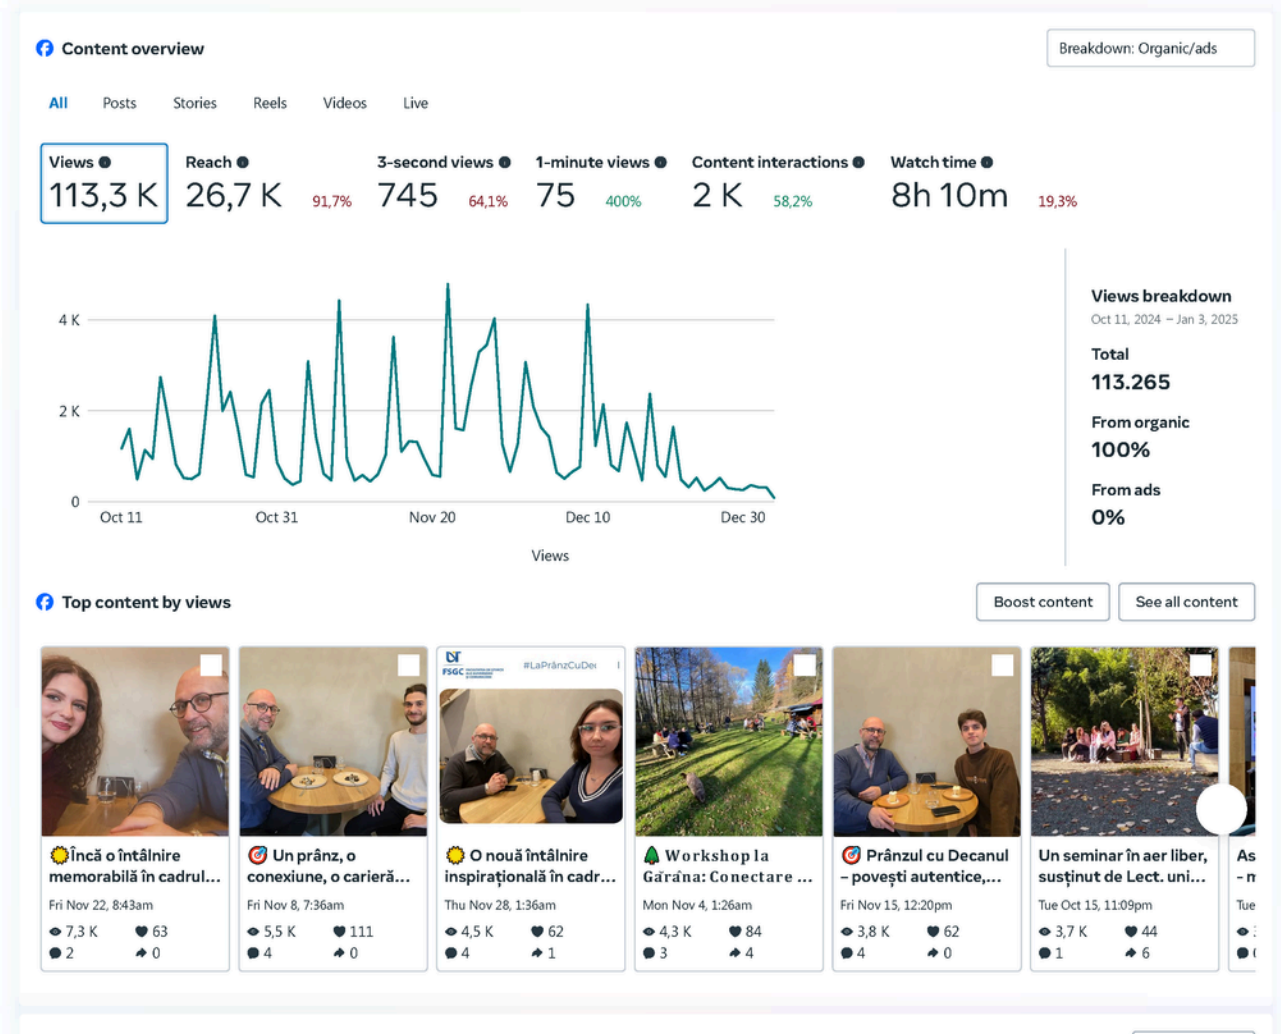 Content overview
Breakdown: Organic/ads
All Posts Stories Reels Videos Live
Views Reach 3-second views 1-minute views Content interactions Watch time
113,3 K 26,7 K 91,7% 745 64,1% 75 400% 2 K 58,2% 8h 10m 19,3%
4 K
2 K
0
Oct 11 Oct 31 Nov 20 Dec 10 Dec 30
Views
Views breakdown
Oct 11, 2024 – Jan 3, 2025
Total
113.265
From organic
100%
From ads
0%
Top content by views
Boost content
See all content
Încă o întâlnire
memorabilă în cadrul...
Fri Nov 22, 8:43am
7,3 K 63
2 0
Un prânz, o
conexiune, o carieră...
Fri Nov 8, 7:36am
5,5 K 111
4 0
FSGC
#LaPrânzCuDe
O nouă întâlnire
inspirațională în cadr...
Thu Nov 28, 1:36am
4,5 K 62
4 1
Workshop la
Gărâna: Conectare ...
Mon Nov 4, 1:26am
4,3 K 84
3 4
Prânzul cu Decanul
– povești autentice,...
Fri Nov 15, 12:20pm
3,8 K 62
4 0
Un seminar în aer liber,
susținut de Lect. uni...
Tue Oct 15, 11:09pm
3,7 K 44
1 6
As
Tue